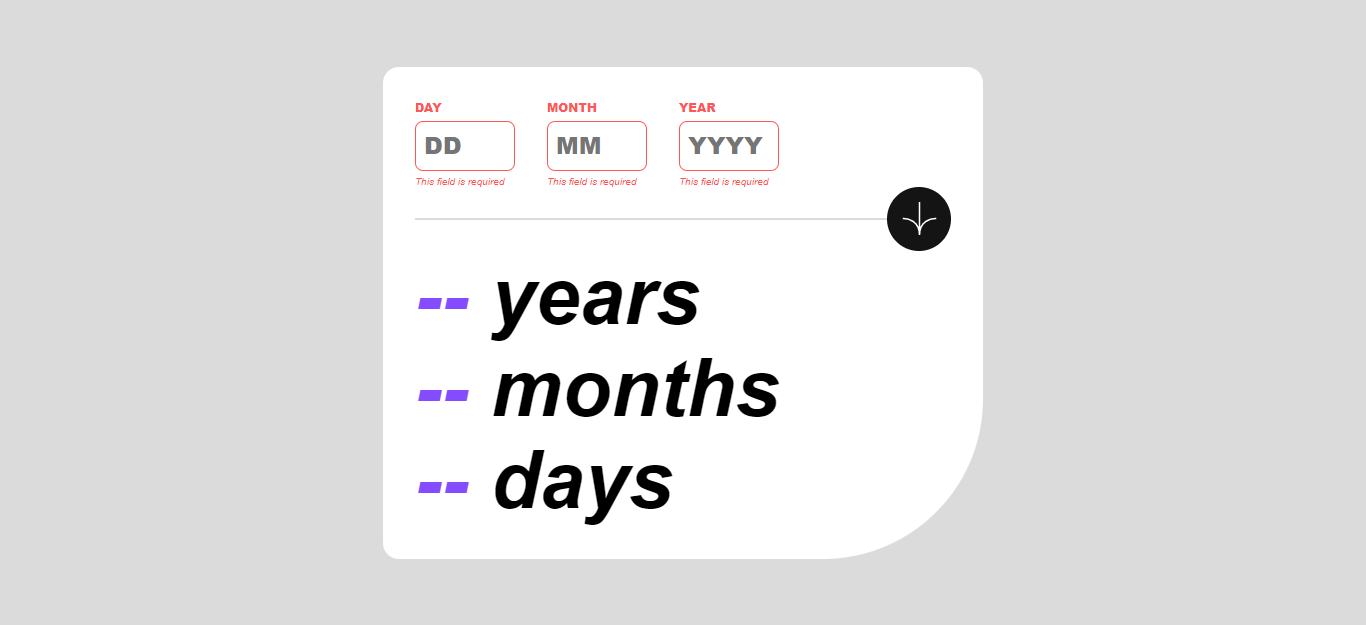 DAY MONTH YEAR
DD MM YYYY
This field is required This field is required This field is required
-- years
-- months
-- days